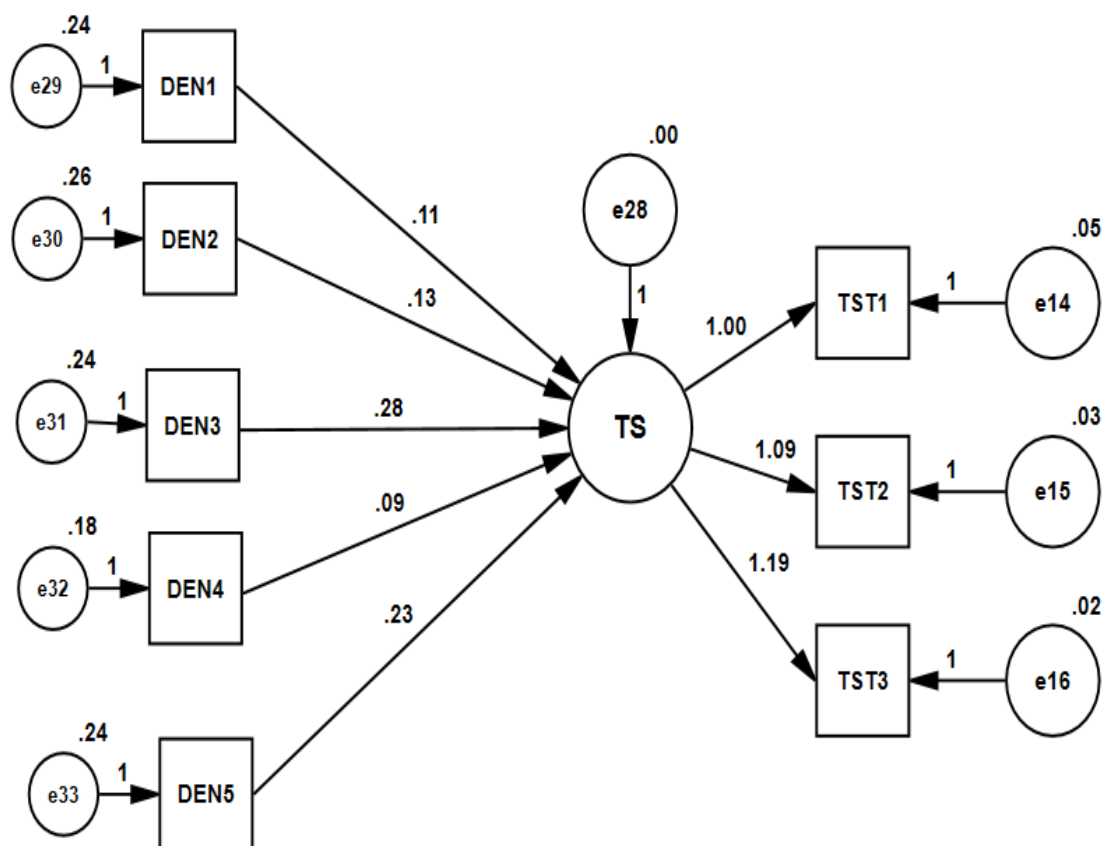 .24
e29
1
DEN1
.26
e30
1
DEN2
.24
e31
1
DEN3
.18
e32
1
DEN4
.24
e33
1
DEN5
.11
.13
.28
.09
.23
.00
e28
1
TS
1.00
1.09
1.19
TST1
1
.05
e14
TST2
1
.03
e15
TST3
1
.02
e16